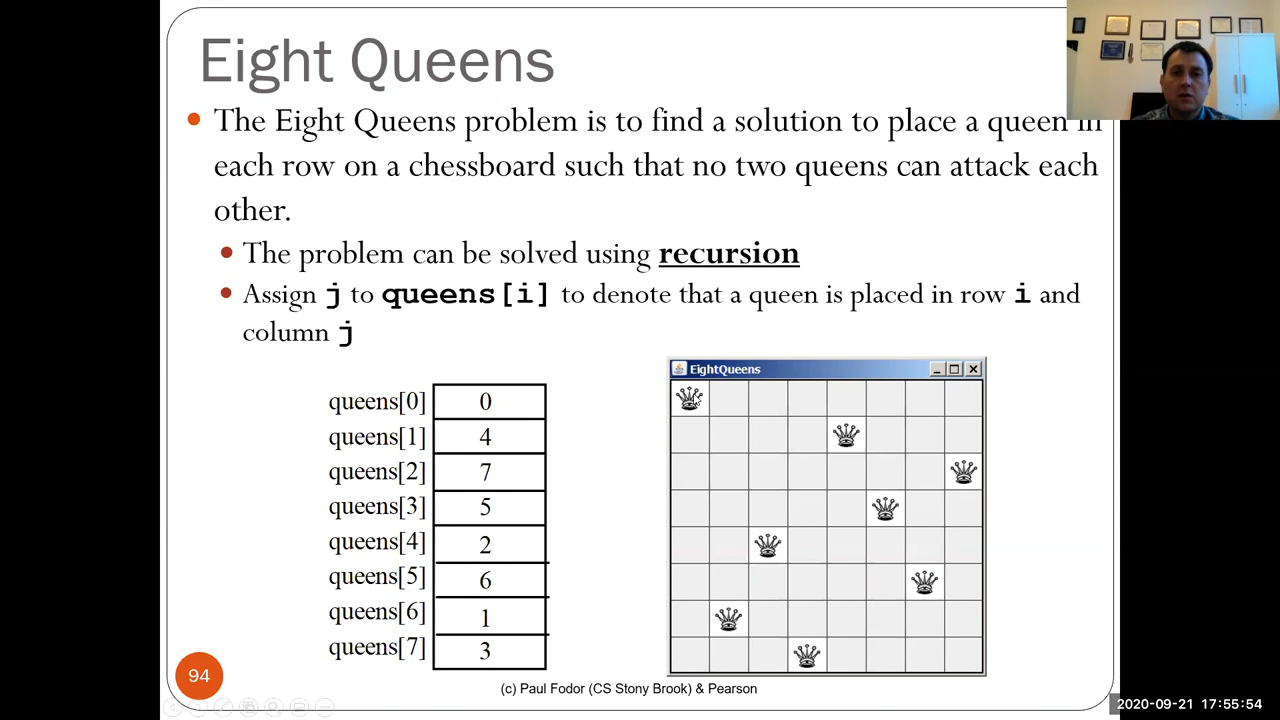 Eight Queens
The Eight Queens problem is to find a solution to place a queen in
each row on a chessboard such that no two queens can attack each
other.
The problem can be solved using recursion
Assign j to queens[i] to denote that a queen is placed in row i and
column j
queens[0] 0
queens[1] 4
queens[2] 7
queens[3] 5
queens[4] 2
queens[5] 6
queens[6] 1
queens[7] 3
EightQueens
94
(c) Paul Fodor (CS Stony Brook) & Pearson
2020-09-21 17:55:54